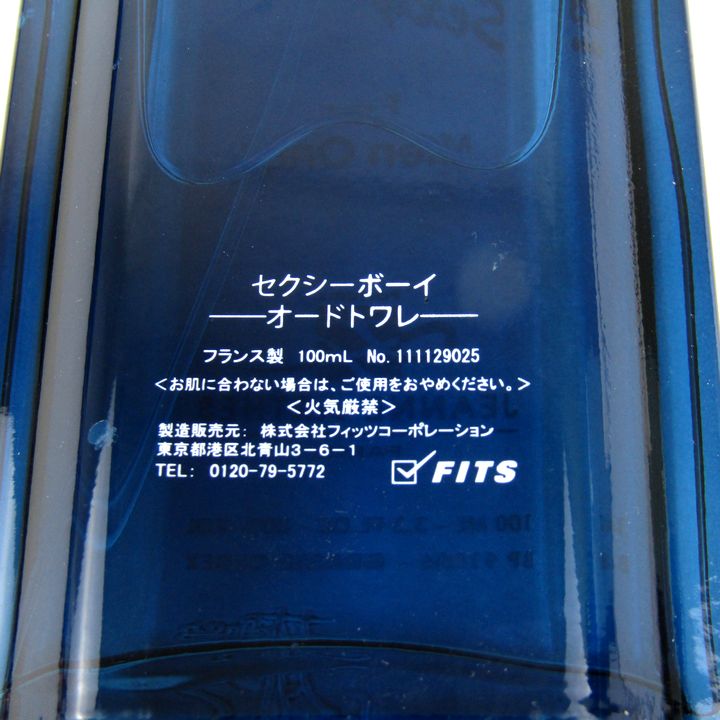 セクシーボーイ
オードトワレ
フランス製 100mL No.111129025
<お肌に合わない場合は、ご使用をおやめください。>
<火気厳禁>
製造販売元: 株式会社フィッツコーポレーション
東京都港区北青山3-6-1
TEL: 0120-79-5772
FITS